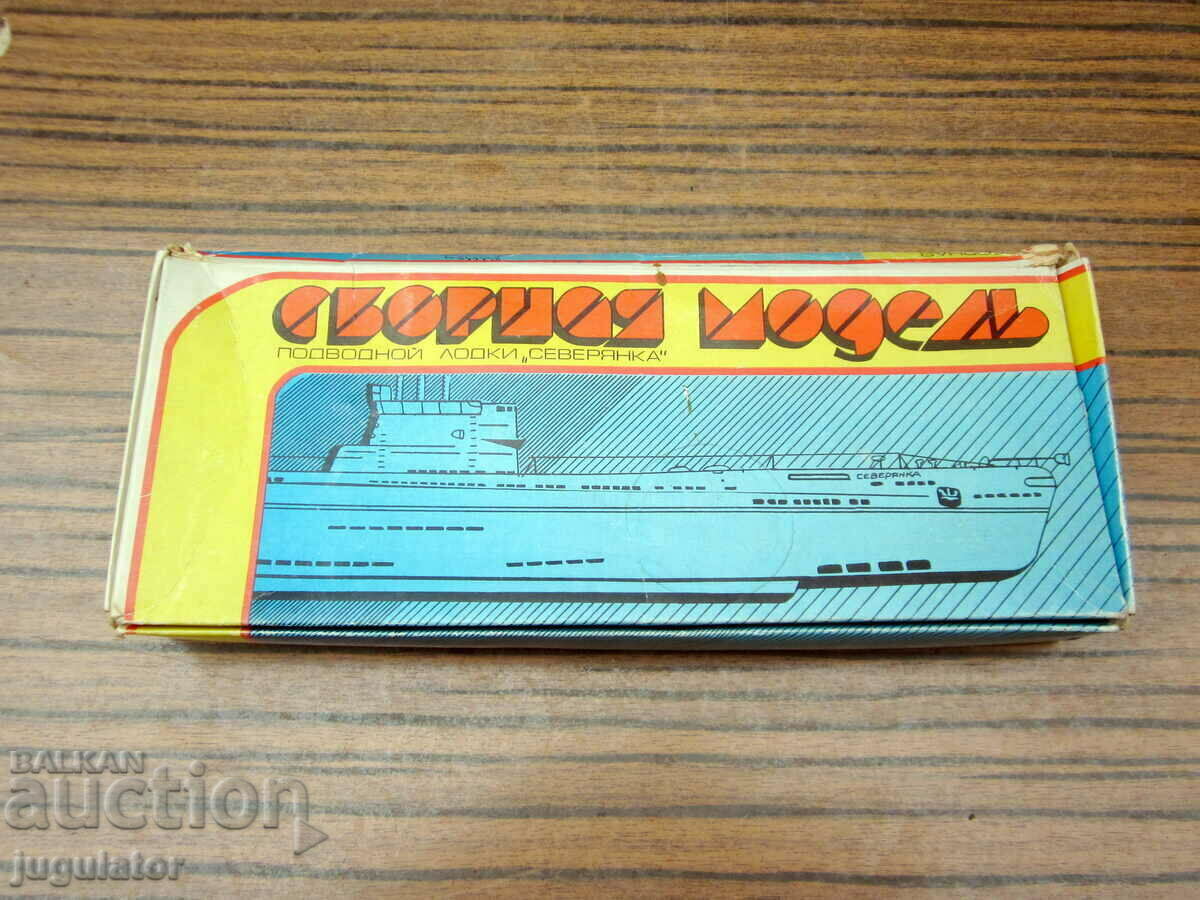 Сборная модель
ПОДВОДНОЙ ЛОДКИ „СЕВЕРЯНКА"
СЕВЕРЯНКА
BALKAN
auction
jugulator